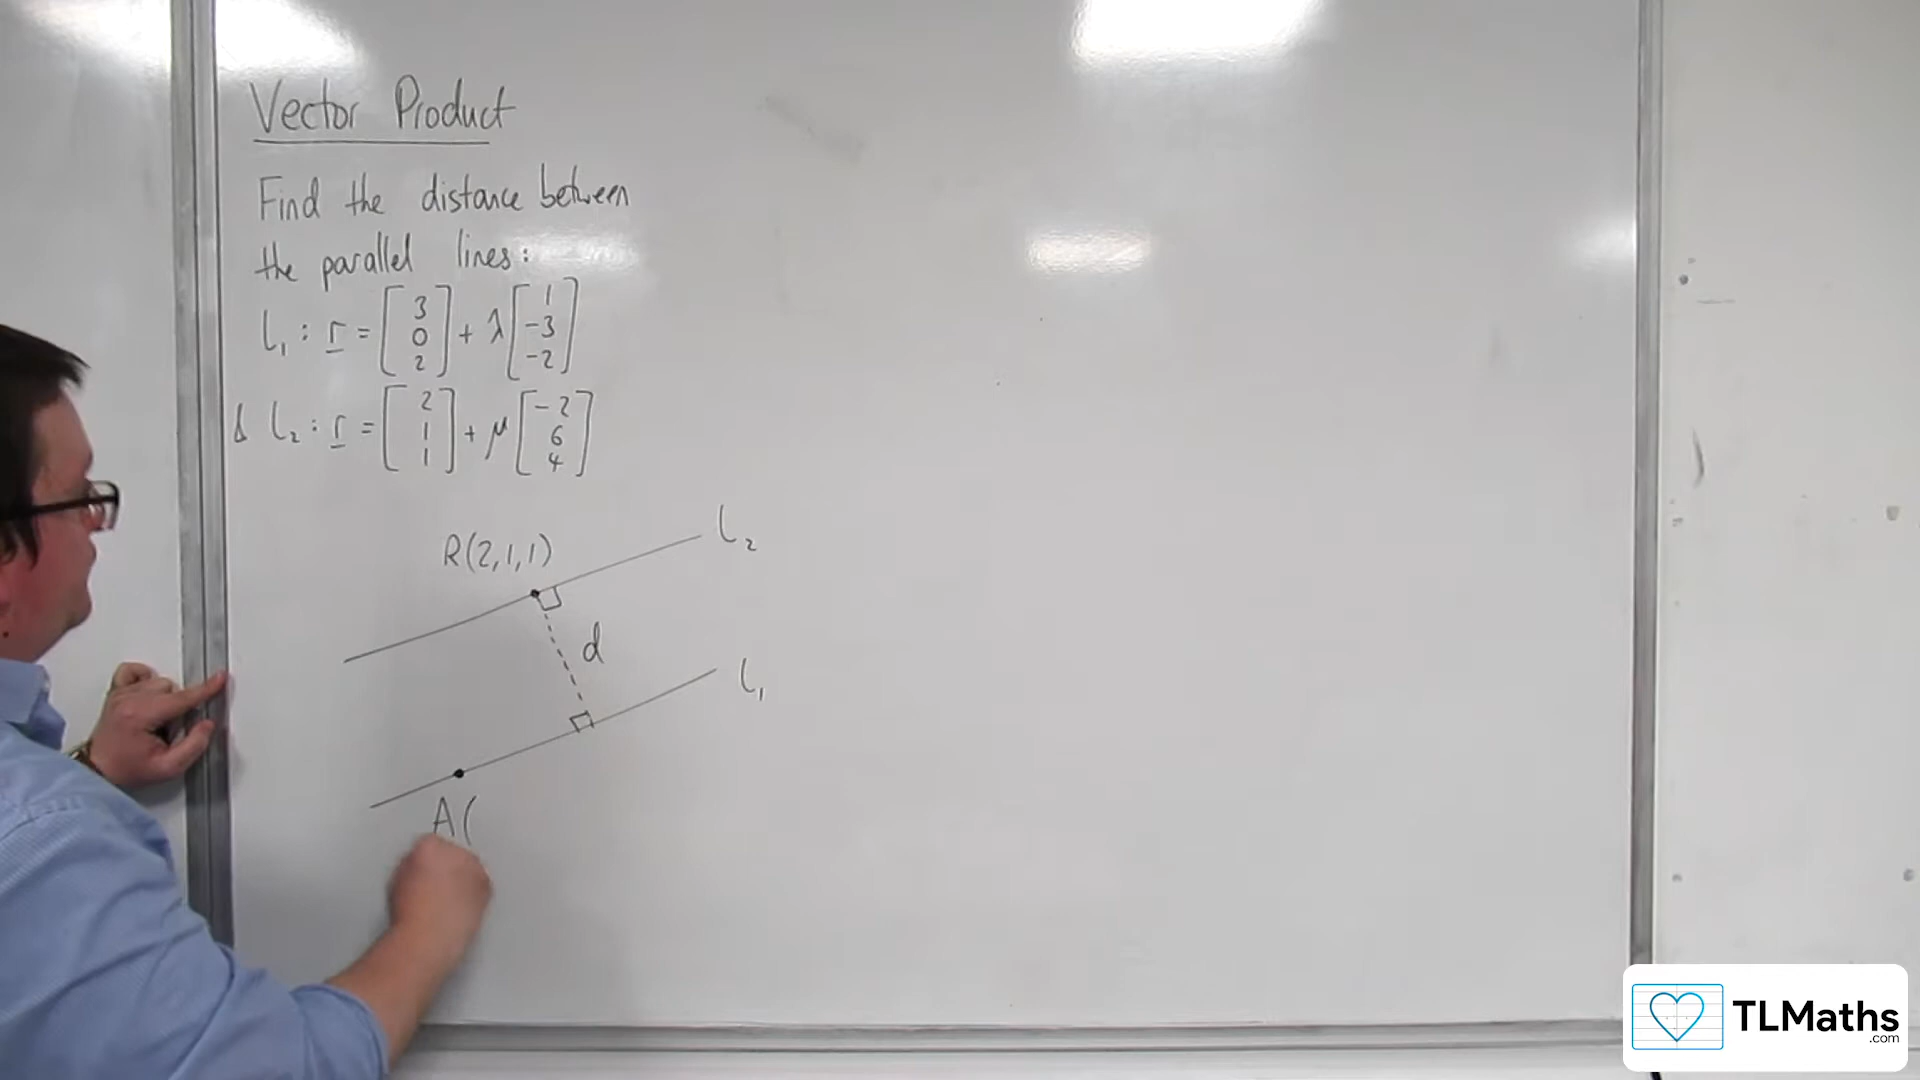 Vector Product
Find the distance between
the parallel lines:
l₁ : r = [3 0 2] + λ[1 -3 -2]
& l₂ : r = [2 1 1] + μ[-2 6 4]
R(2,1,1)
l₂
d
l₁
A(
TLMaths
.com